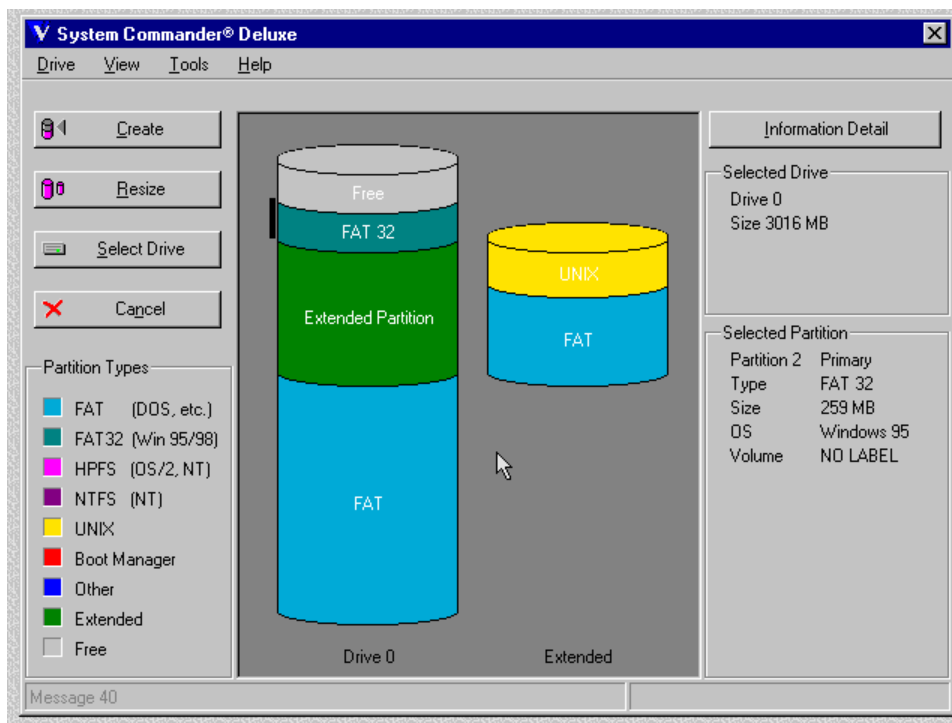 System Commander® Deluxe
Drive View Tools Help
Create
Resize
Select Drive
Cancel
Partition Types
FAT (DOS, etc.)
FAT32 (Win 95/98)
HPFS (OS/2, NT)
NTFS (NT)
UNIX
Boot Manager
Other
Extended
Free
Free
FAT 32
Extended Partition
FAT
Drive 0
UNIX
FAT
Extended
Information Detail
Selected Drive
Drive 0
Size 3016 MB
Selected Partition
Partition 2 Primary
Type FAT 32
Size 259 MB
OS Windows 95
Volume NO LABEL
Message 40